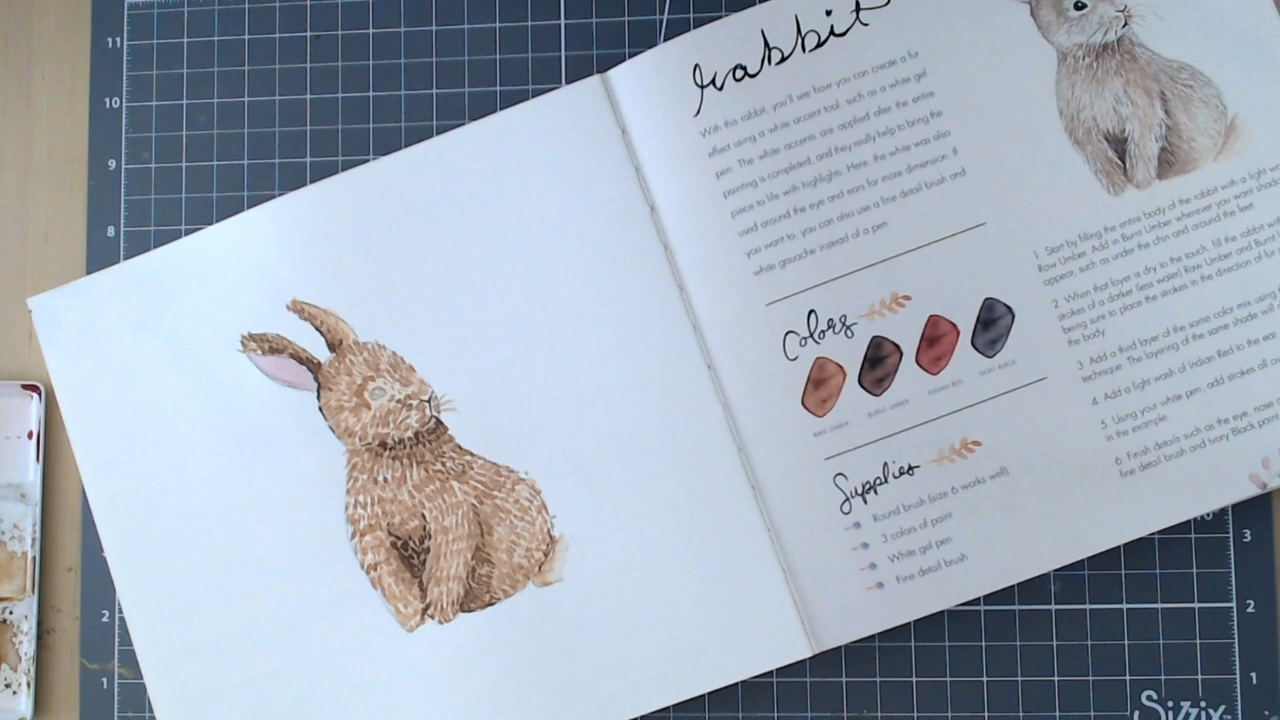 rabbit
With this rabbit, you'll see how you can create a fur
effect using a white accent tool, such as a white gel
pen. The white accents are applied after the entire
painting is completed, and they really help to bring the
piece to life with highlights. Here, the white was also
used around the eye and ears for more dimension. If
you want to, you can also use a fine detail brush and
white gouache instead of a pen.
Colors
RAW UMBER
BURNT UMBER
INDIAN RED
IVORY BLACK
Supplies
Round brush (size 6 works well)
3 colors of paint
White gel pen
Fine detail brush
1. Start by filling the entire body of the rabbit with a light
Raw Umber. Add in Burnt Umber wherever you want
appear, such as under the chin and around the feet.
2. When that layer is dry to the touch, fill the rabbit
strokes of a darker (less water) Raw Umber and Burnt
being sure to place the strokes in the direction of fur
the body.
3. Add a third layer of the same color mix using
technique. The layering of the same shade will
4. Add a light wash of Indian Red to the
5. Using your white pen, add strokes all
in the example.
6. Finish details such as the eye, nose
fine detail brush and Ivory Black paint
11
10
9
8
2
1
3
2
1
Sizzix